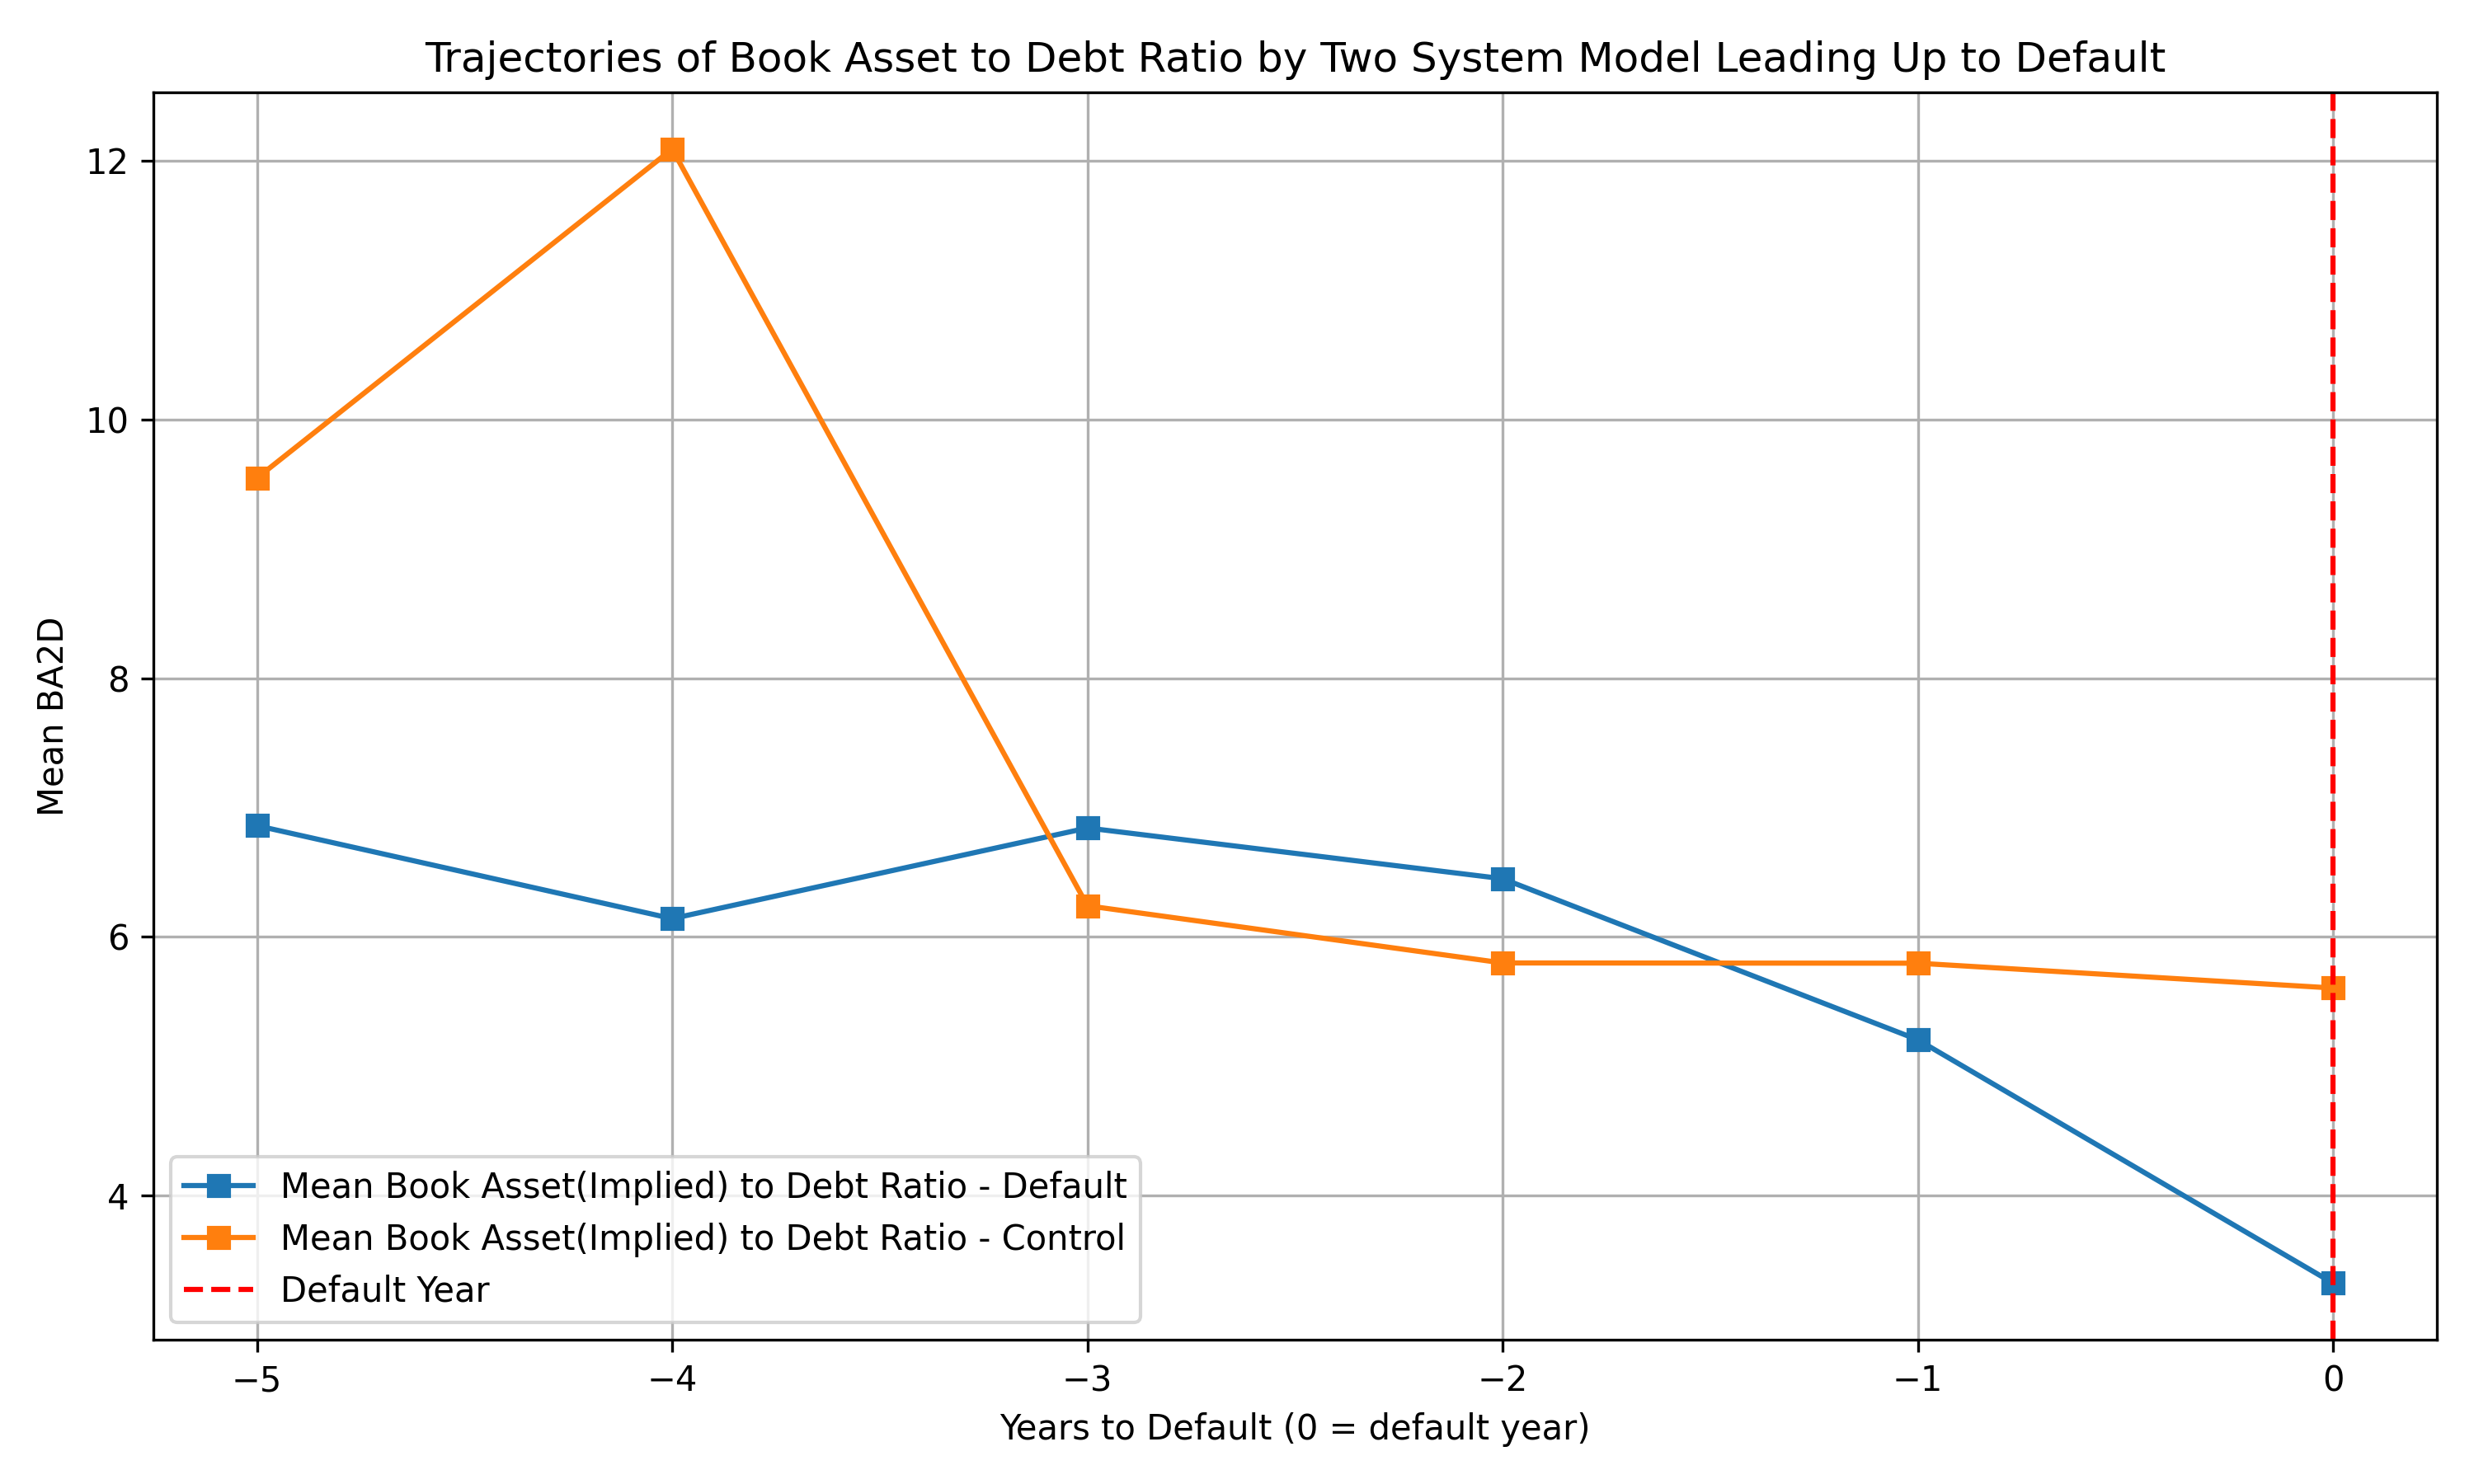 Trajectories of Book Asset to Debt Ratio by Two System Model Leading Up to Default
Mean BA2D
12
10
8
6
4
Mean Book Asset(Implied) to Debt Ratio - Default
Mean Book Asset(Implied) to Debt Ratio - Control
Default Year
−5 −4 −3 −2 −1 0
Years to Default (0 = default year)